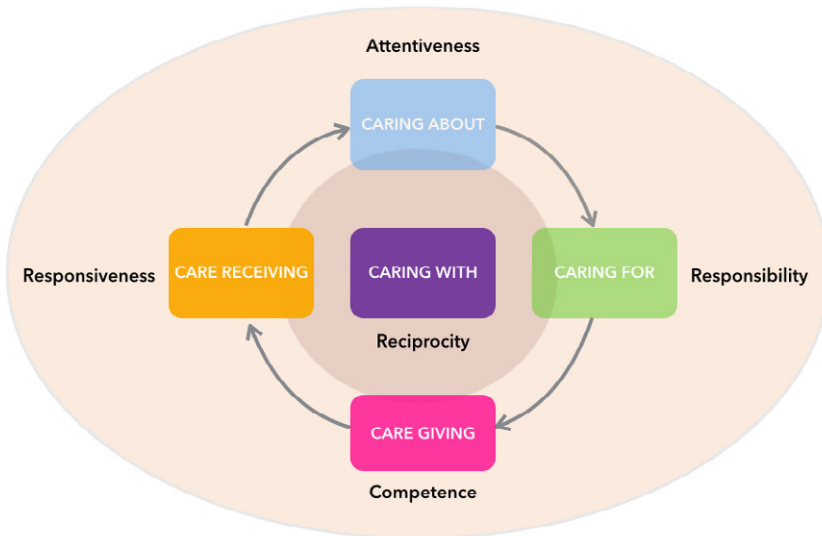 Attentiveness
CARING ABOUT
Responsiveness
CARE RECEIVING
CARING WITH
CARING FOR
Responsibility
Reciprocity
CARE GIVING
Competence